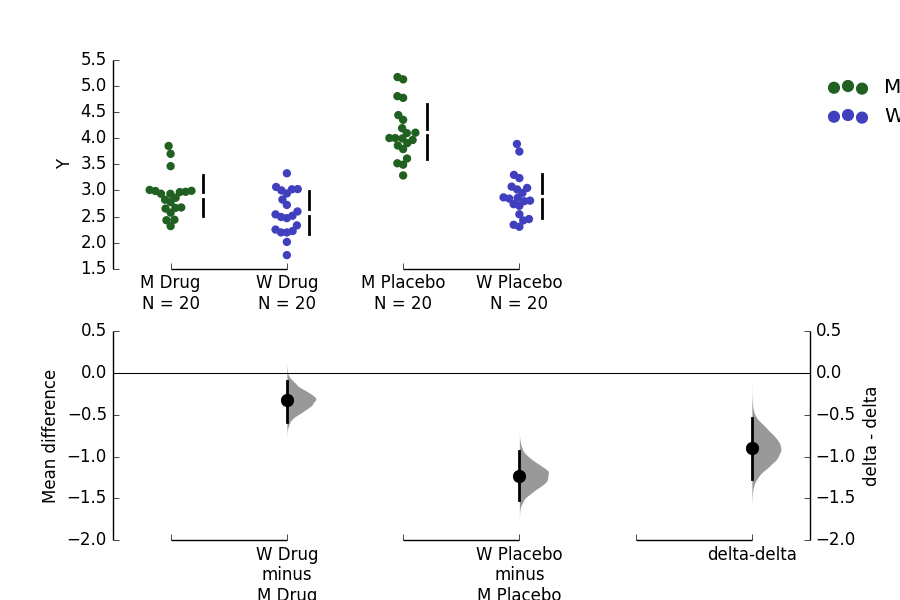 5.5
5.0
4.5
4.0
3.5
3.0
2.5
2.0
1.5
Y
M
W
M Drug
N = 20
W Drug
N = 20
M Placebo
N = 20
W Placebo
N = 20
0.5
0.0
−0.5
−1.0
−1.5
−2.0
Mean difference
0.5
0.0
−0.5
−1.0
−1.5
−2.0
delta - delta
W Drug
minus
M Drug
W Placebo
minus
M Placebo
delta-delta